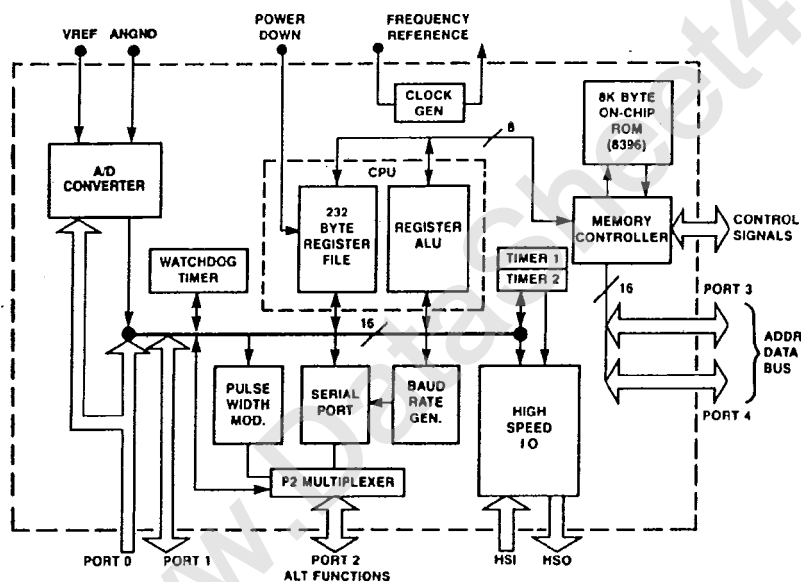 VREF ANGND
POWER
DOWN
FREQUENCY
REFERENCE
CLOCK
GEN
8K BYTE
ON-CHIP
ROM
(8396)
8
A/D
CONVERTER
CPU
232
BYTE
REGISTER
FILE
REGISTER
ALU
MEMORY
CONTROLLER
CONTROL
SIGNALS
WATCHDOG
TIMER
TIMER 1
TIMER 2
16
PORT 3
16
ADDR
DATA
BUS
PULSE
WIDTH
MOD.
SERIAL
PORT
BAUD
RATE
GEN.
HIGH
SPEED
I O
PORT 4
P2 MULTIPLEXER
PORT 0
PORT 1
PORT 2
ALT FUNCTIONS
HSI
HSO
www.DataSheet4